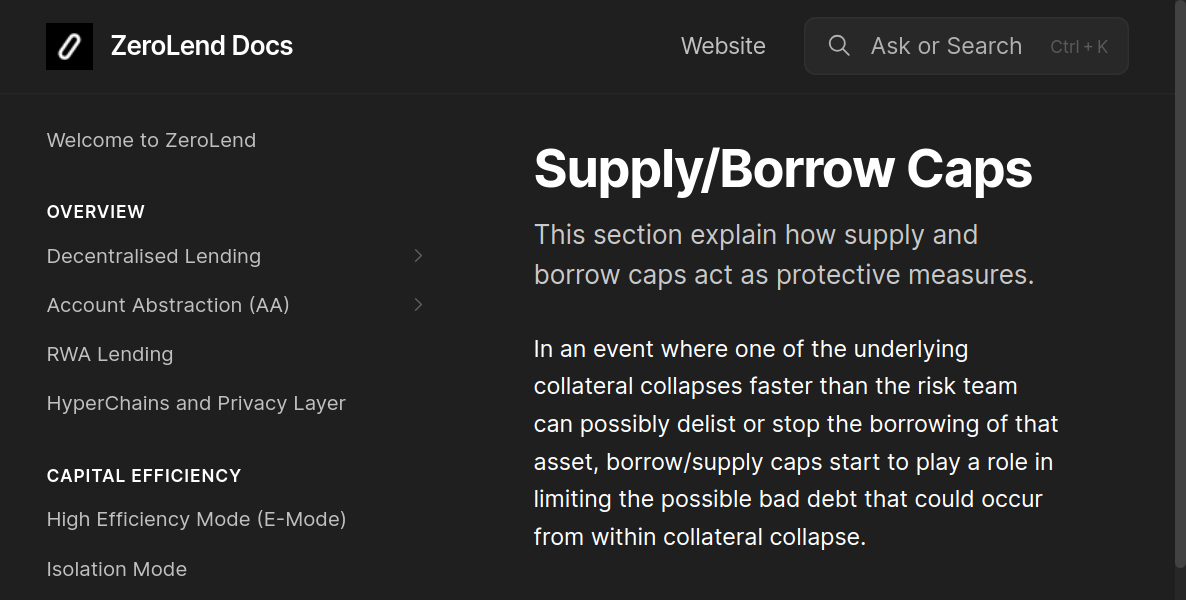 ZeroLend Docs
Website
Ask or Search
Ctrl + K
Welcome to ZeroLend
OVERVIEW
Decentralised Lending
Account Abstraction (AA)
RWA Lending
HyperChains and Privacy Layer
CAPITAL EFFICIENCY
High Efficiency Mode (E-Mode)
Isolation Mode
Supply/Borrow Caps
This section explain how supply and
borrow caps act as protective measures.
In an event where one of the underlying
collateral collapses faster than the risk team
can possibly delist or stop the borrowing of that
asset, borrow/supply caps start to play a role in
limiting the possible bad debt that could occur
from within collateral collapse.